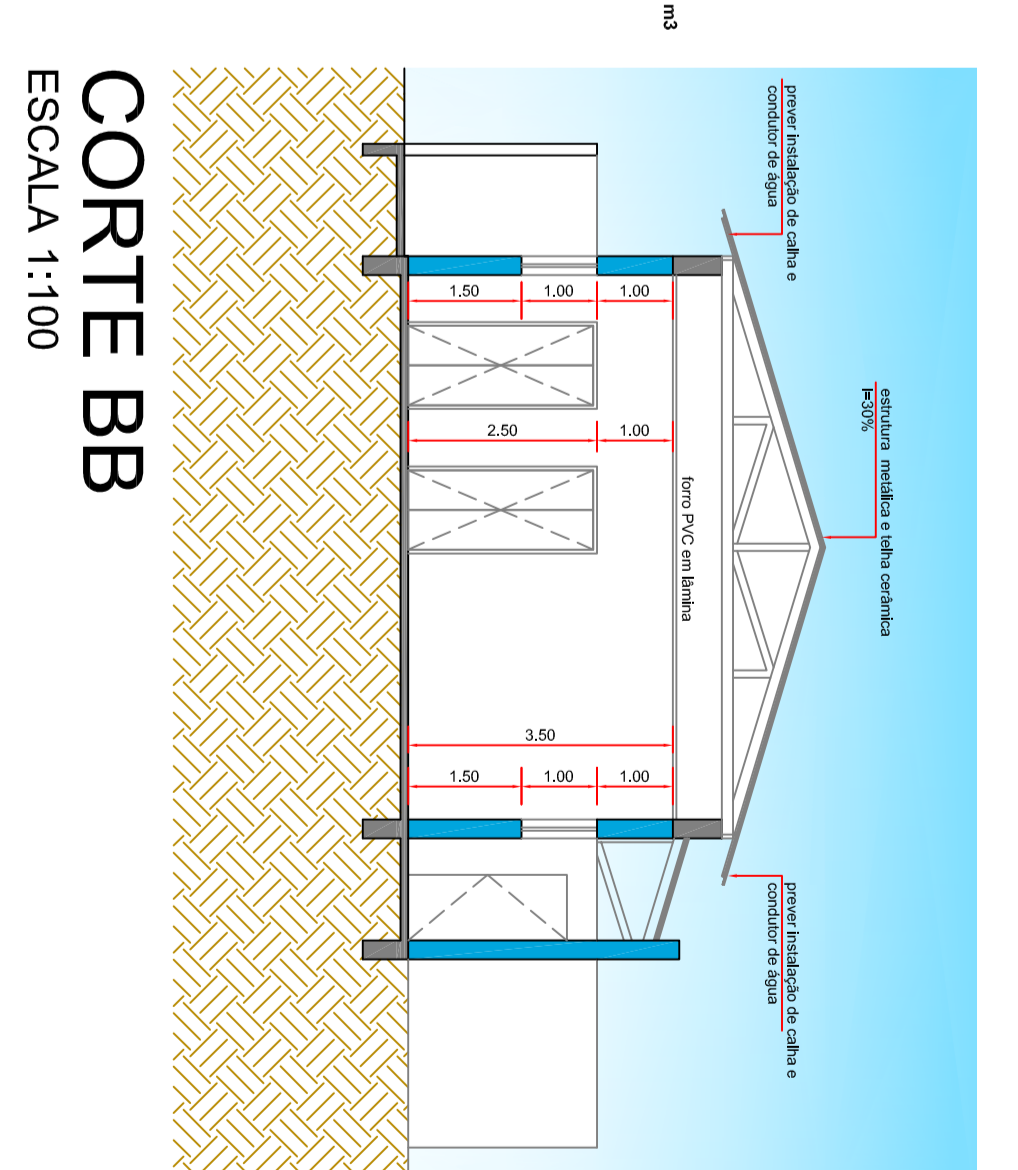 m3
prever instalação de calha e
condutor de água
estrutura metálica e telha cerâmica
I=30%
prever instalação de calha e
condutor de água
forro PVC em lâmina
1.00
1.00
1.50
1.00
2.50
3.50
1.00
1.00
1.50
CORTE BB
ESCALA 1:100